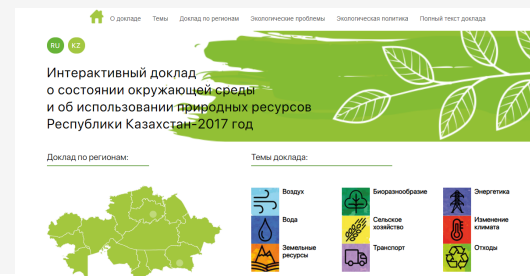 О докладе Темы Доклад по регионам Экологические проблемы Экологическая политика Полный текст доклада
RU KZ
Интерактивный доклад
о состоянии окружающей среды
и об использовании природных ресурсов
Республики Казахстан-2017 год
Доклад по регионам:
Темы доклада:
Воздух
Биоразнообразие
Энергетика
Вода
Сельское
хозяйство
Изменение
климата
Земельные
ресурсы
Транспорт
Отходы